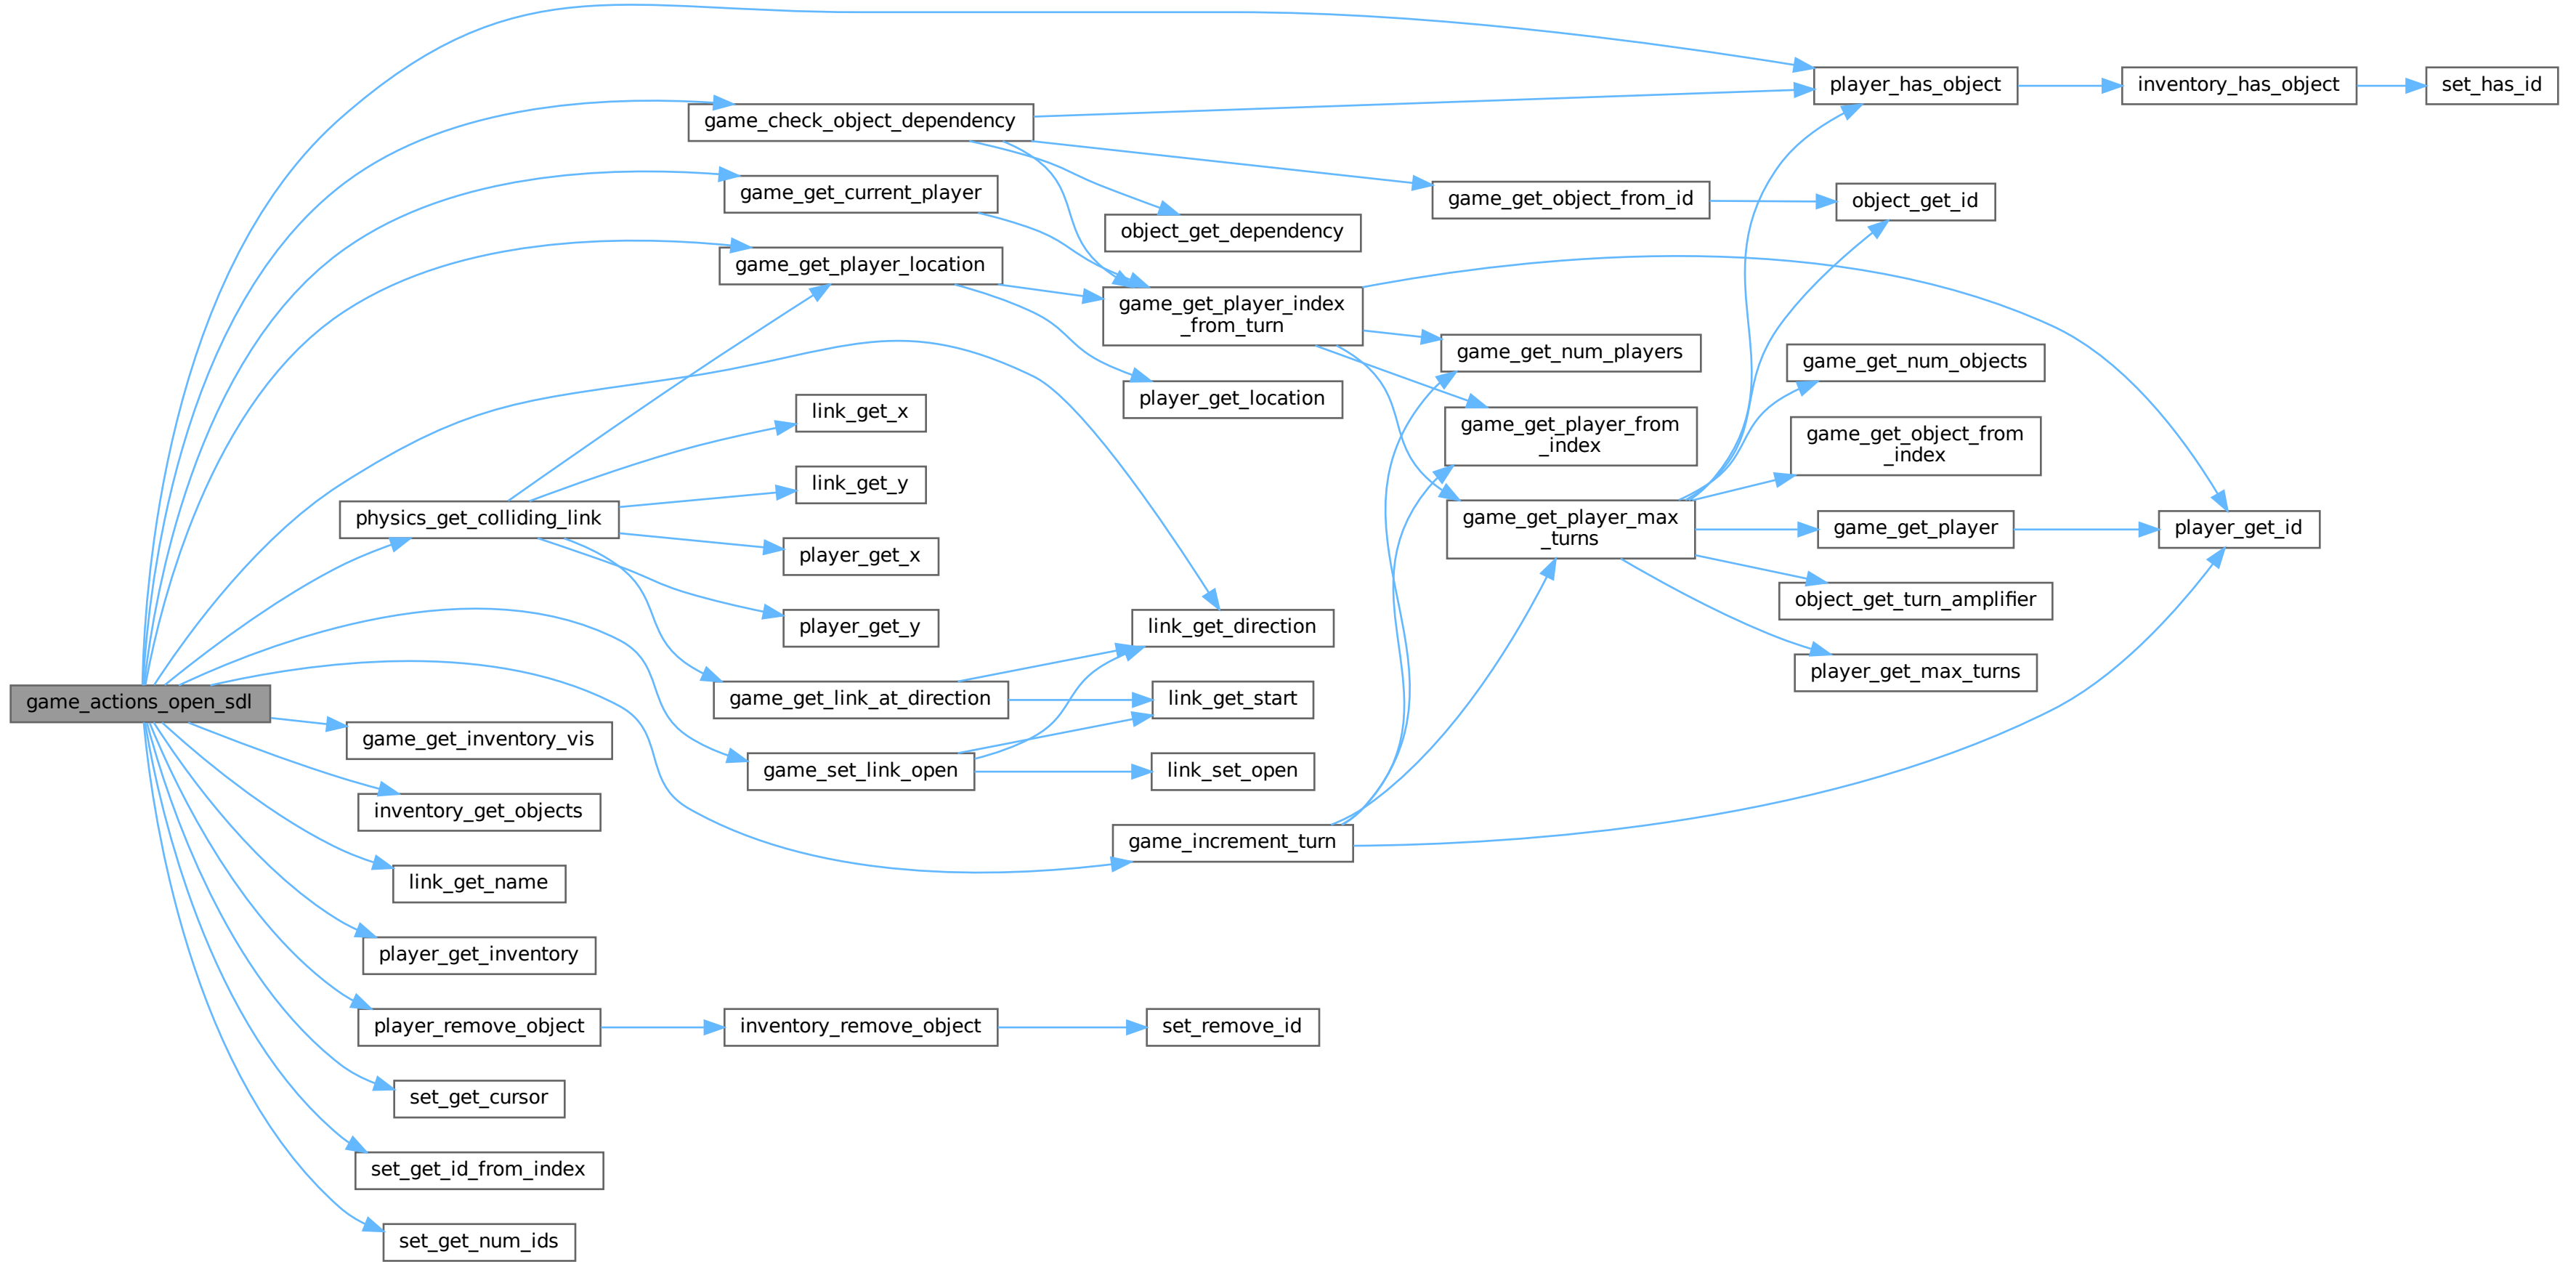 player_has_object
inventory_has_object
set_has_id
game_check_object_dependency
game_get_current_player
game_get_object_from_id
object_get_id
object_get_dependency
game_get_player_location
game_get_player_index
_from_turn
game_get_num_players
game_get_num_objects
player_get_location
link_get_x
game_get_player_from
_index
game_get_object_from
_index
link_get_y
physics_get_colliding_link
game_get_player_max
_turns
game_get_player
player_get_id
player_get_x
object_get_turn_amplifier
player_get_y
link_get_direction
player_get_max_turns
game_actions_open_sdl
game_get_link_at_direction
link_get_start
game_get_inventory_vis
game_set_link_open
link_set_open
inventory_get_objects
game_increment_turn
link_get_name
player_get_inventory
player_remove_object
inventory_remove_object
set_remove_id
set_get_cursor
set_get_id_from_index
set_get_num_ids